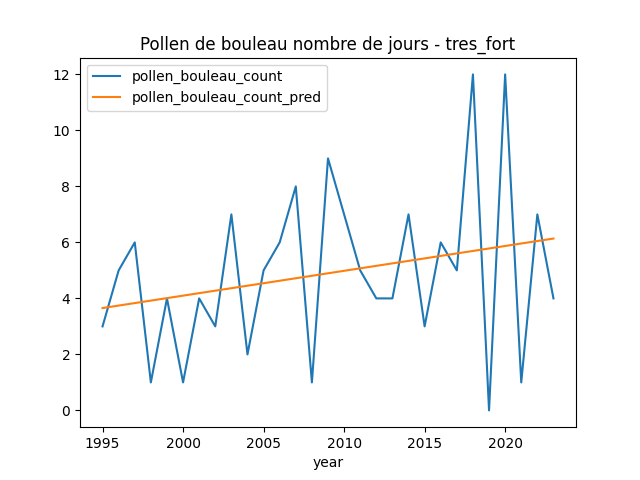 Pollen de bouleau nombre de jours - tres_fort
pollen_bouleau_count
pollen_bouleau_count_pred
12
10
8
6
4
2
0
1995 2000 2005 2010 2015 2020
year